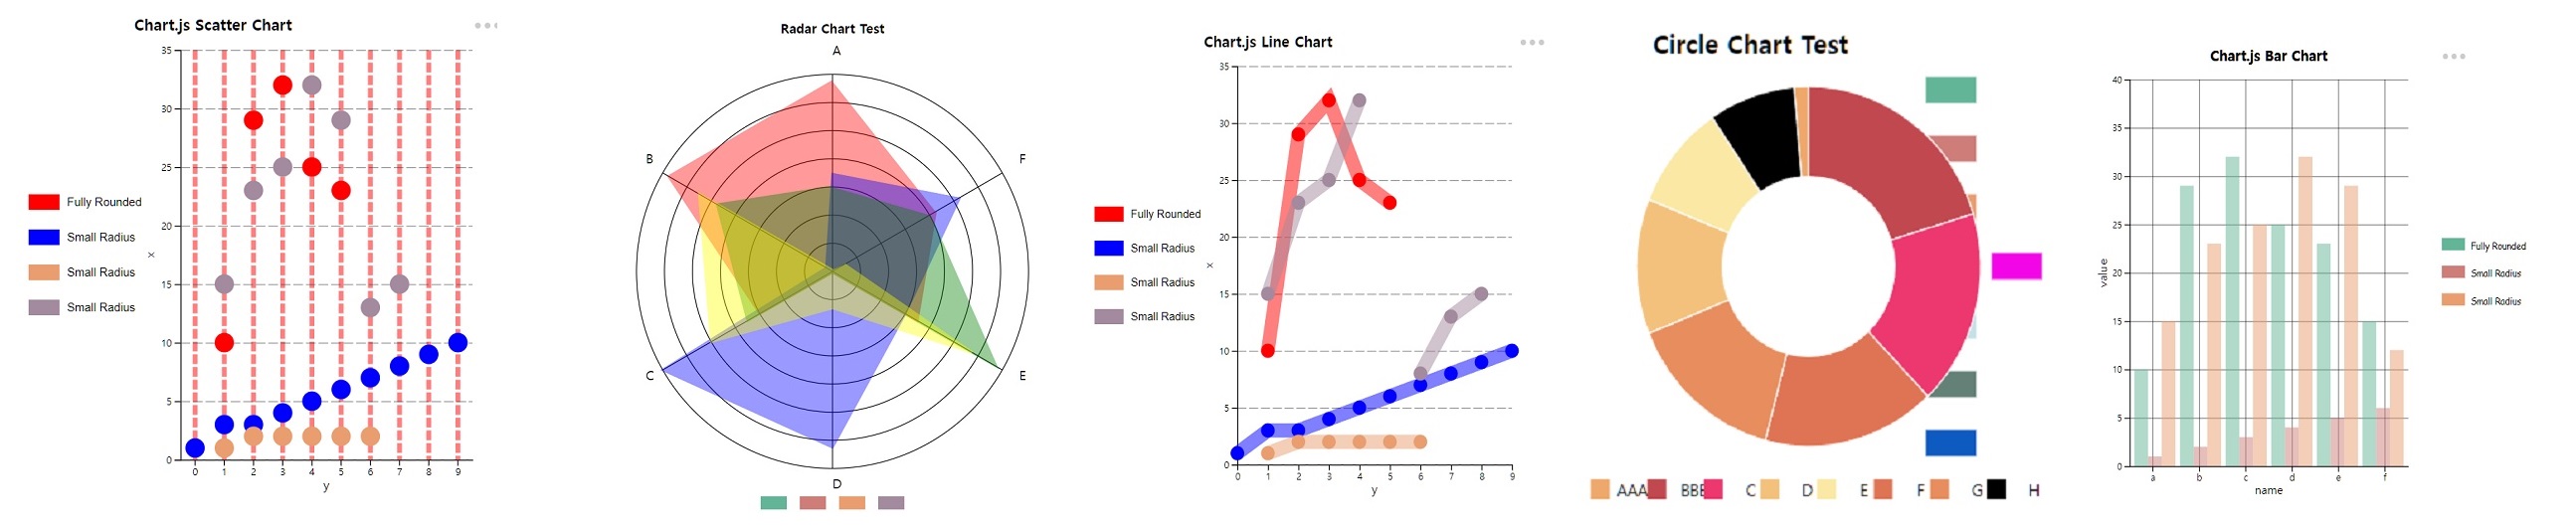 Chart.js Scatter Chart
35
30
25
20
15
10
5
0
x
0 1 2 3 4 5 6 7 8 9
y
Fully Rounded
Small Radius
Small Radius
Small Radius
Radar Chart Test
A
B
F
C
E
D
Chart.js Line Chart
35
30
25
20
15
10
5
0
x
0 1 2 3 4 5 6 7 8 9
y
Fully Rounded
Small Radius
Small Radius
Small Radius
Circle Chart Test
AAA BBB C D E F G H
Chart.js Bar Chart
40
35
30
25
20
15
10
5
0
value
a b c d e f
name
Fully Rounded
Small Radius
Small Radius